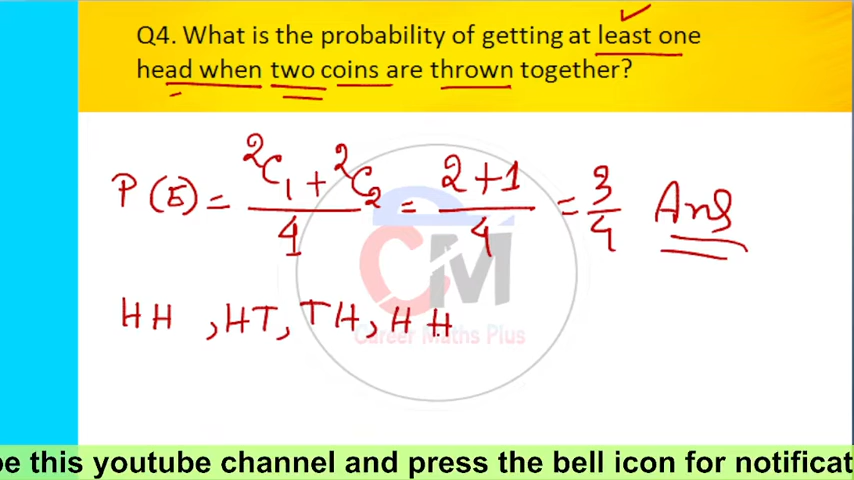 Q4. What is the probability of getting at least one
head when two coins are thrown together?
P(E) = ²C₁ + ²C₂ / 4 = 2+1 / 4 = 3/4 Ans
CM
HH, HT, TH, HH
Career Maths Plus
be this youtube channel and press the bell icon for notificat